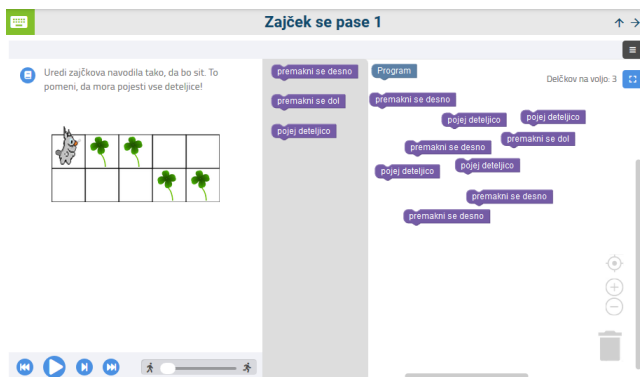 Zajček se pase 1
Uredi zajčkova navodila tako, da bo sit. To
pomeni, da mora pojesti vse deteljice!
premakni se desno
premakni se dol
pojej deteljico
Program
Delčkov na voljo: 3
premakni se desno
pojej deteljico
pojej deteljico
premakni se dol
premakni se desno
pojej deteljico
pojej deteljico
premakni se desno
premakni se desno